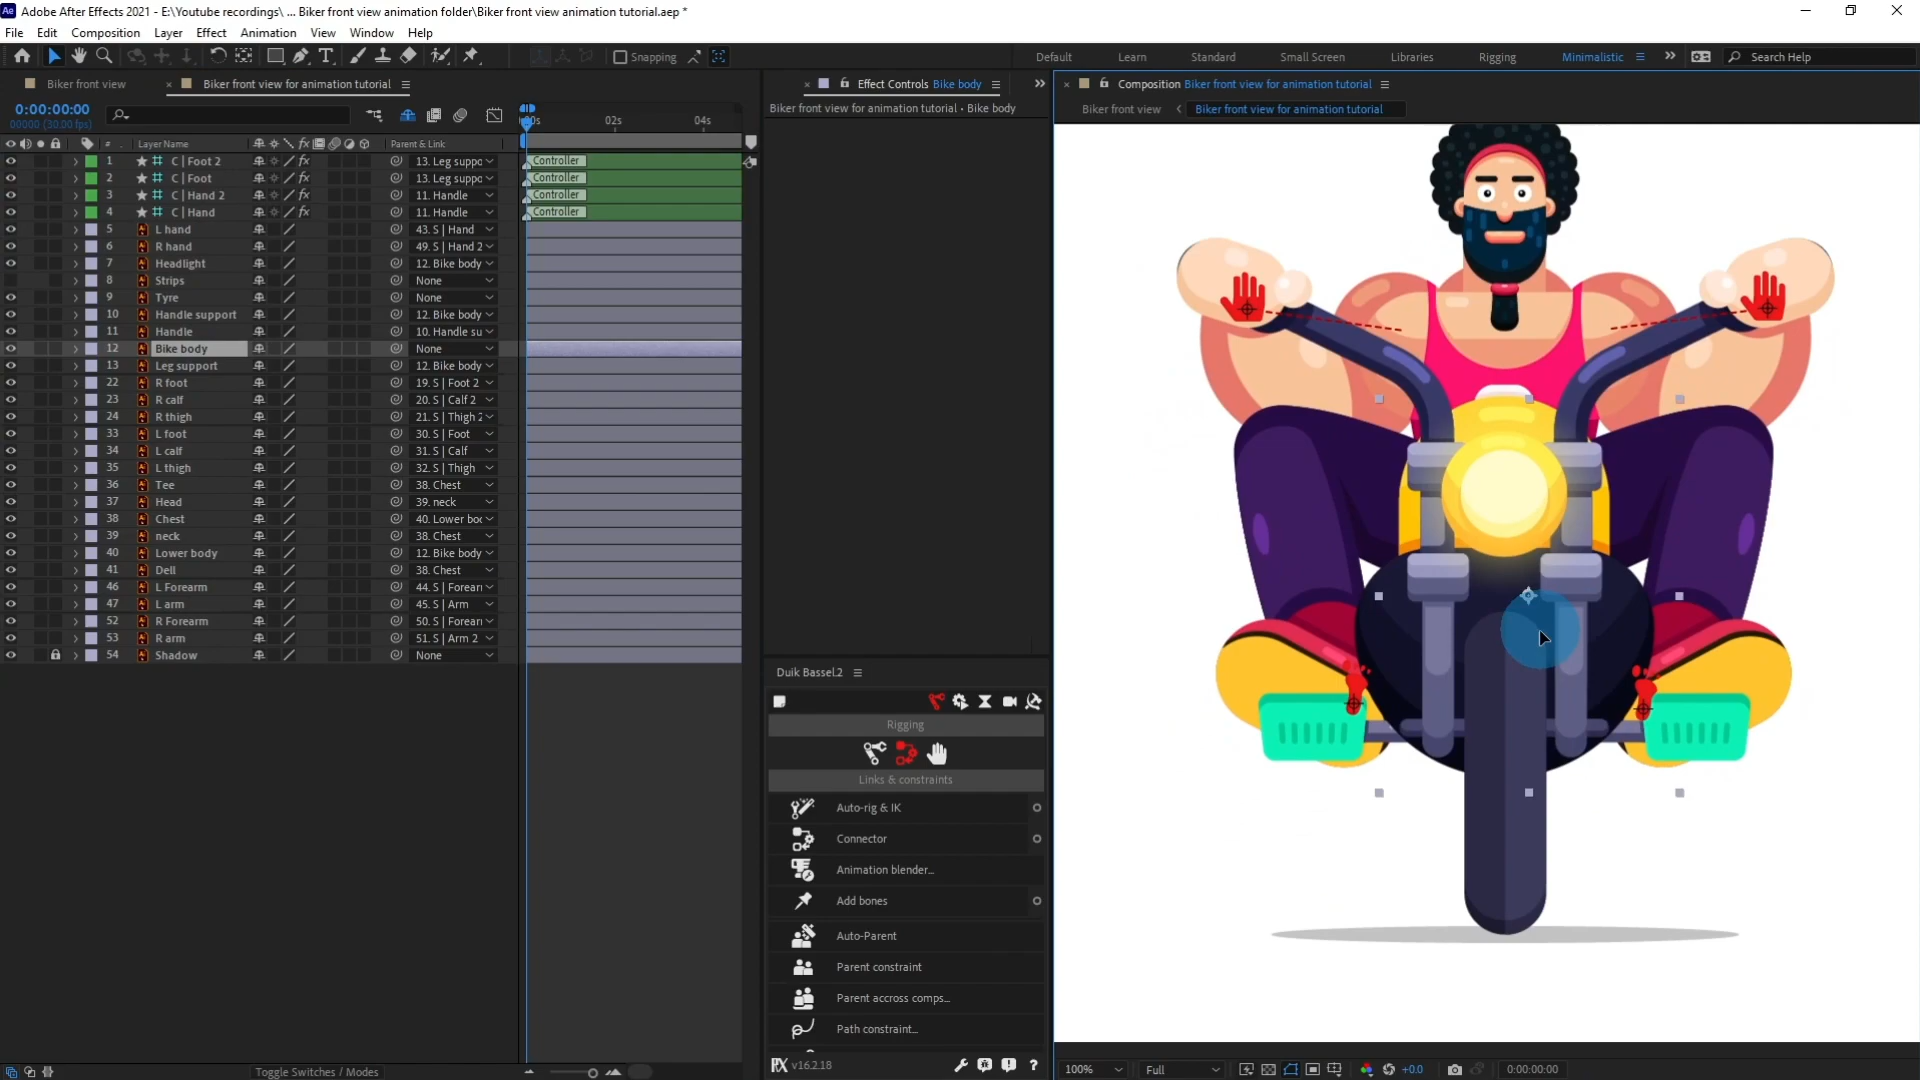 Ae Adobe After Effects 2021 - E:\Youtube recordings\ ... Biker front view animation folder\Biker front view animation tutorial.aep *
File Edit Composition Layer Effect Animation View Window Help
Snapping Default Learn Standard Small Screen Libraries Rigging Minimalistic Search Help
Biker front view Biker front view for animation tutorial
Effect Controls Bike body
Composition Biker front view for animation tutorial
Biker front view for animation tutorial • Bike body
Biker front view Biker front view for animation tutorial
0:00:00:00
00000 (30.00 fps)
02s 04s
# Layer Name Parent & Link
1 C | Foot 2 13. Leg suppo Controller
2 C | Foot 13. Leg suppo Controller
3 C | Hand 2 11. Handle Controller
4 C | Hand 11. Handle Controller
5 L hand 43. S | Hand
6 R hand 49. S | Hand 2
7 Headlight 12. Bike body
8 Strips None
9 Tyre None
10 Handle support 12. Bike body
11 Handle 10. Handle su
12 Bike body None
13 Leg support 12. Bike body
22 R foot 19. S | Foot 2
23 R calf 20. S | Calf 2
24 R thigh 21. S | Thigh 2
33 L foot 30. S | Foot
34 L calf 31. S | Calf
35 L thigh 32. S | Thigh
36 Tee 38. Chest
37 Head 39. neck
38 Chest 40. Lower boc
39 neck 38. Chest
40 Lower body 12. Bike body
41 Dell 38. Chest
46 L Forearm 44. S | Forearı
47 L arm 45. S | Arm
52 R Forearm 50. S | Forearı
53 R arm 51. S | Arm 2
54 Shadow None
Toggle Switches / Modes
Duik Bassel.2
Rigging
Links & constraints
Auto-rig & IK
Connector
Animation blender...
Add bones
Auto-Parent
Parent constraint
Parent accross comps...
Path constraint...
v16.2.18
100% Full +0.0 0:00:00:00